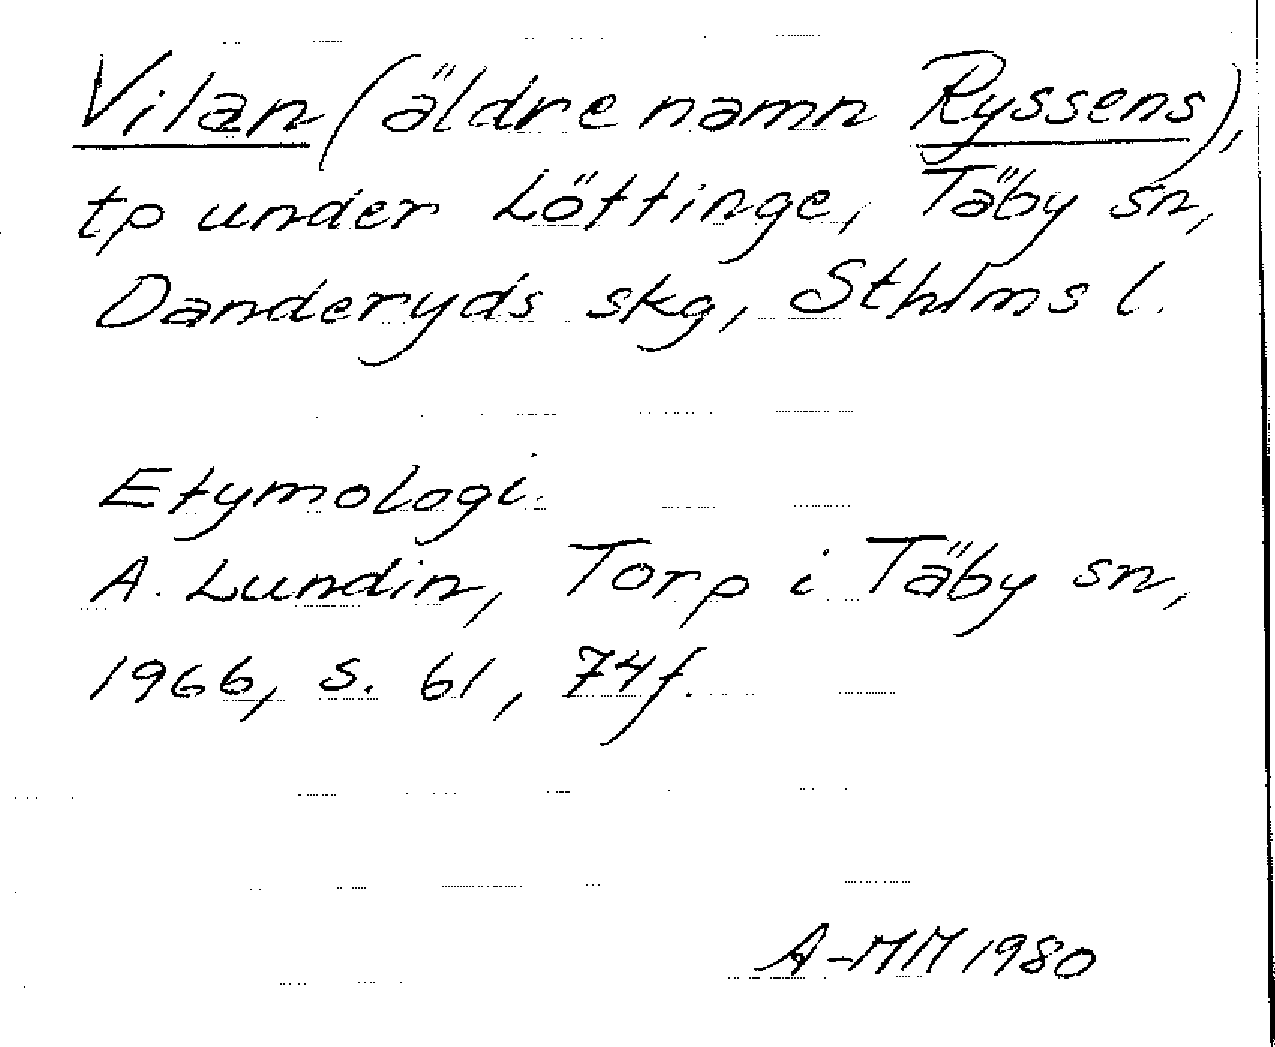 Vilan (äldre namn Ryssens),
tp under Löttinge, Täby sn,
Danderyds skg, Sthlms l.
Etymologi.
A. Lundin, Torp i Täby sn,
1966, s. 61, 74f.
A-MM 1980